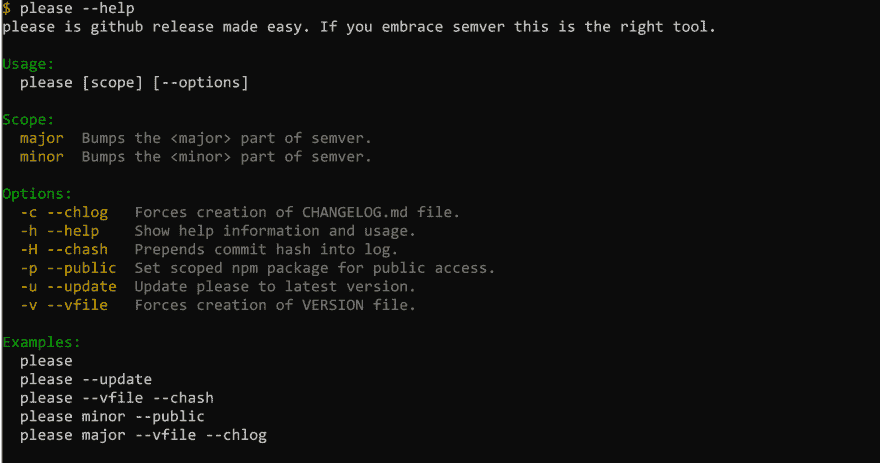 $ please --help
please is github release made easy. If you embrace semver this is the right tool.
Usage:
please [scope] [--options]
Scope:
major Bumps the <major> part of semver.
minor Bumps the <minor> part of semver.
Options:
-c --chlog Forces creation of CHANGELOG.md file.
-h --help Show help information and usage.
-H --chash Prepends commit hash into log.
-p --public Set scoped npm package for public access.
-u --update Update please to latest version.
-v --vfile Forces creation of VERSION file.
Examples:
please
please --update
please --vfile --chash
please minor --public
please major --vfile --chlog